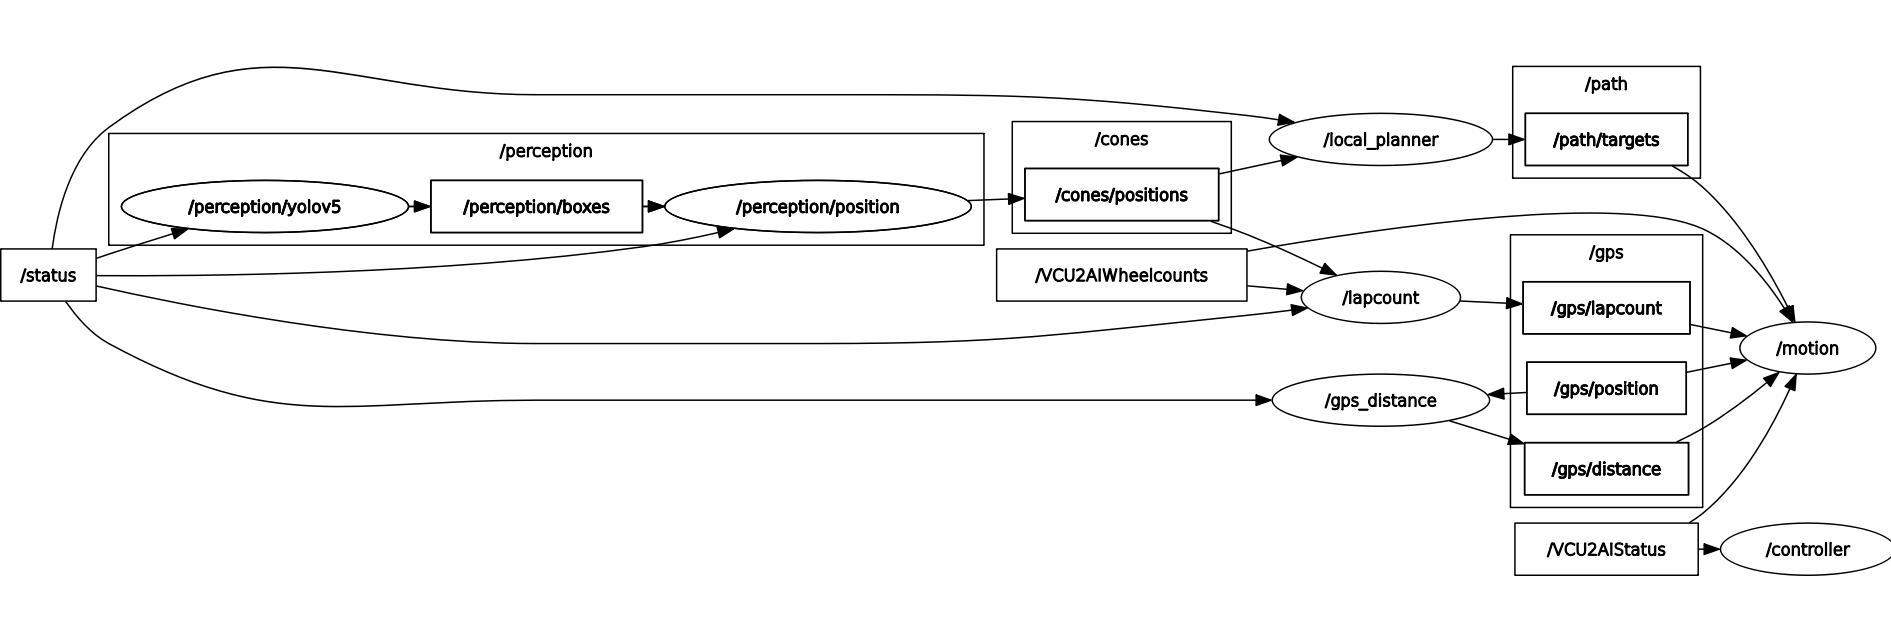 /path
/path/targets
/local_planner
/cones
/cones/positions
/perception
/perception/yolov5
/perception/boxes
/perception/position
/status
/VCU2AIWheelcounts
/lapcount
/gps
/gps/lapcount
/motion
/gps/position
/gps_distance
/gps/distance
/VCU2AIStatus
/controller